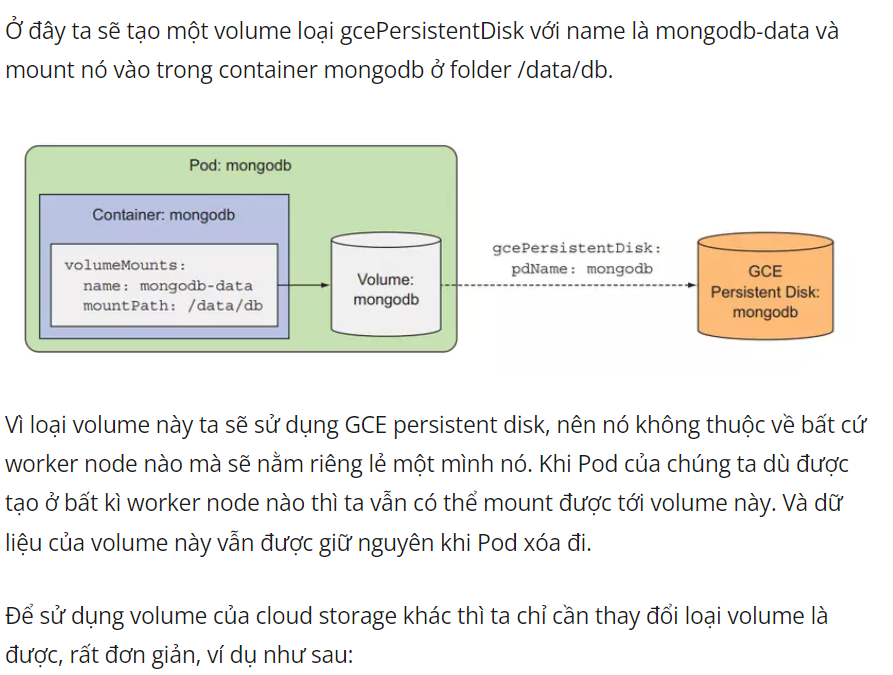 Ở đây ta sẽ tạo một volume loại gcePersistentDisk với name là mongodb-data và
mount nó vào trong container mongodb ở folder /data/db.
Pod: mongodb
Container: mongodb
volumeMounts:
name: mongodb-data
mountPath: /data/db
Volume:
mongodb
gcePersistentDisk:
pdName: mongodb
GCE
Persistent Disk:
mongodb
Vì loại volume này ta sẽ sử dụng GCE persistent disk, nên nó không thuộc về bất cứ
worker node nào mà sẽ nằm riêng lẻ một mình nó. Khi Pod của chúng ta dù được
tạo ở bất kì worker node nào thì ta vẫn có thể mount được tới volume này. Và dữ
liệu của volume này vẫn được giữ nguyên khi Pod xóa đi.
Để sử dụng volume của cloud storage khác thì ta chỉ cần thay đổi loại volume là
được, rất đơn giản, ví dụ như sau: